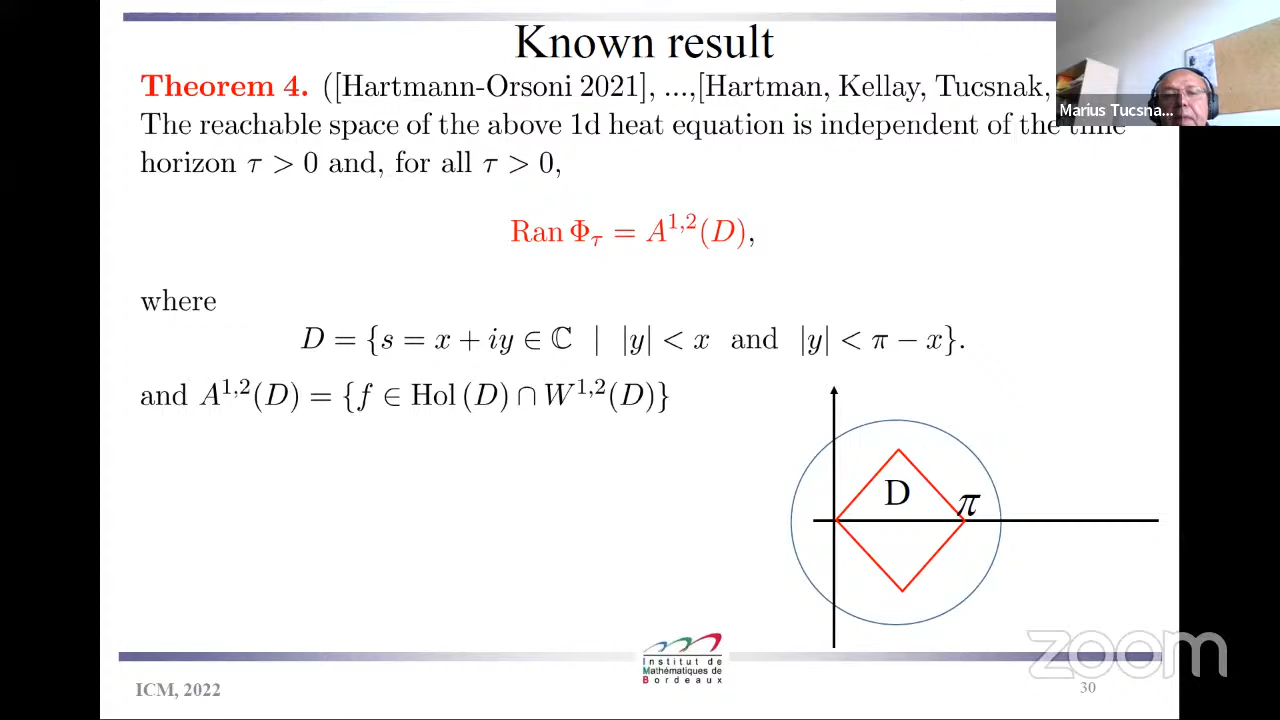 Known result
Theorem 4. ([Hartmann-Orsoni 2021], ...,[Hartman, Kellay, Tucsnak,
The reachable space of the above 1d heat equation is independent of the time
horizon τ > 0 and, for all τ > 0,
Ran Φ_τ = A^{1,2}(D),
where
D = {s = x + iy ∈ ℂ | |y| < x and |y| < π − x}.
and A^{1,2}(D) = {f ∈ Hol (D) ∩ W^{1,2}(D)}
D
π
Institut de
Mathématiques de
Bordeaux
ICM, 2022
30
Marius Tucsna...
zoom